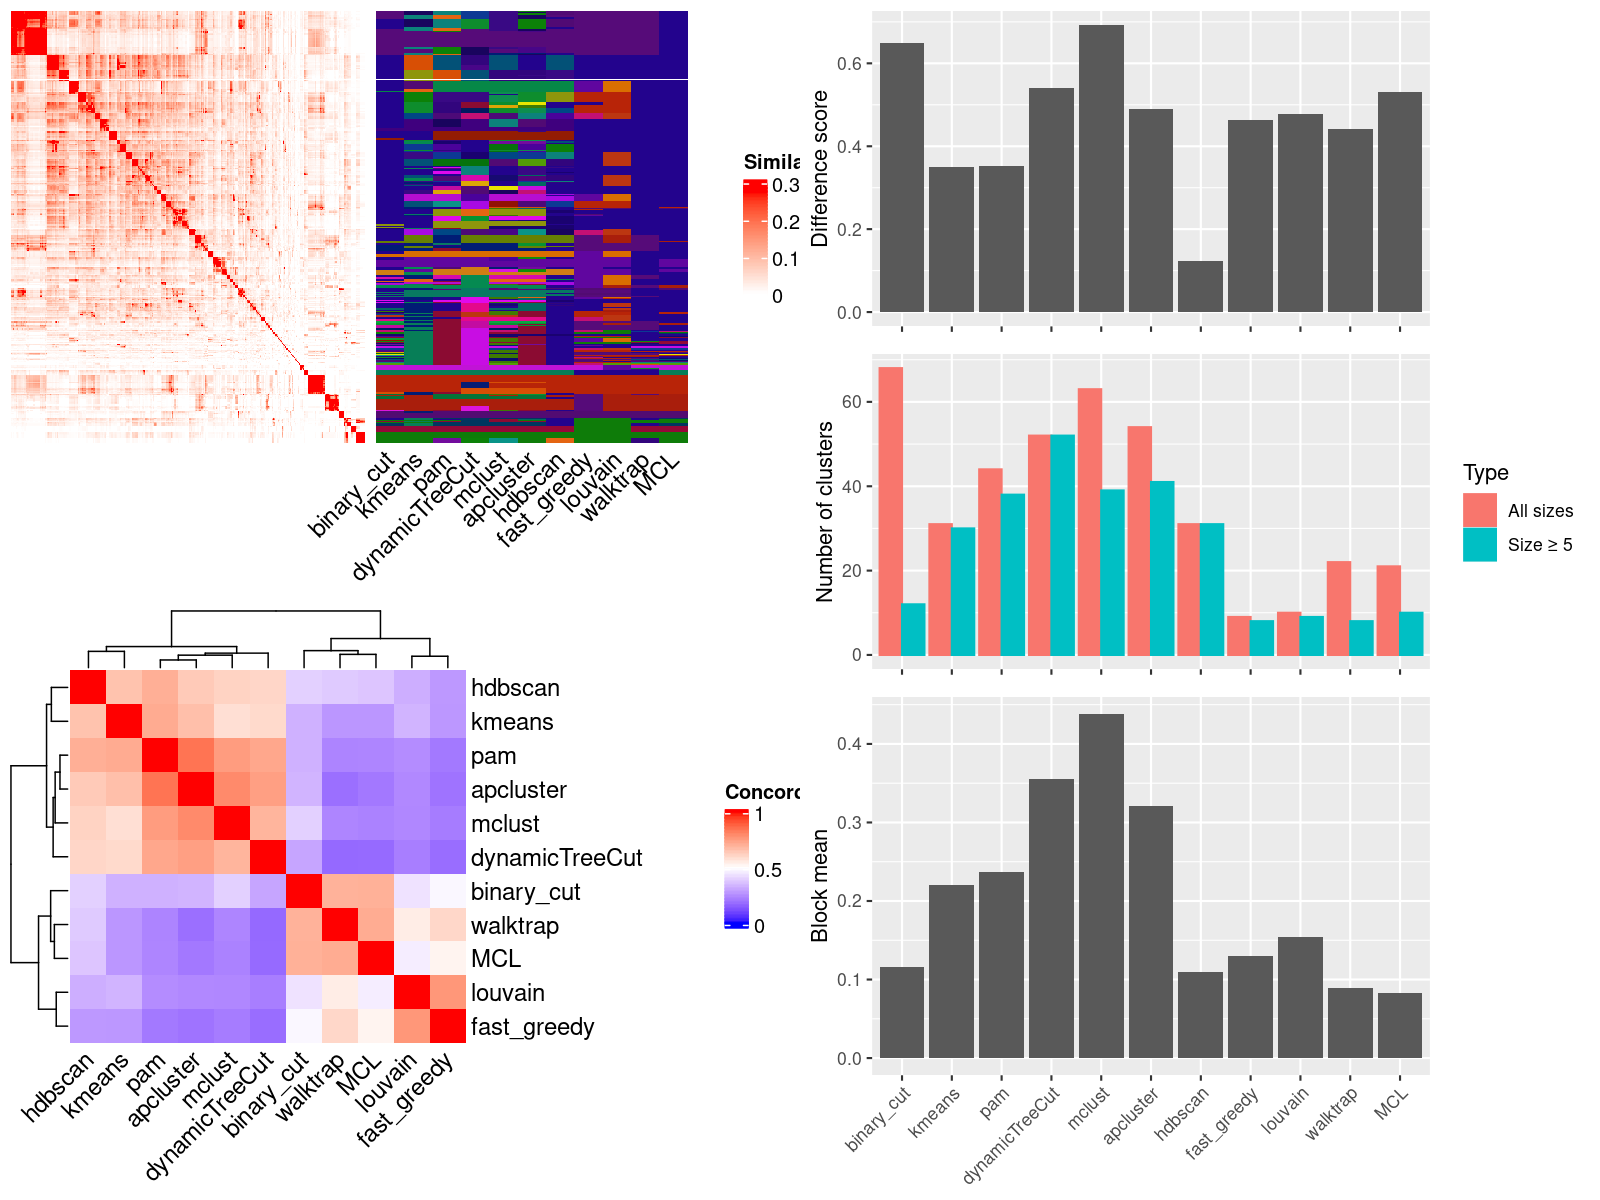 Simila
0.3
0.2
0.1
0
binary_cut
kmeans
pam
dynamicTreeCut
mclust
apcluster
hdbscan
fast_greedy
louvain
walktrap
MCL
hdbscan
kmeans
pam
apcluster
mclust
dynamicTreeCut
binary_cut
walktrap
MCL
louvain
fast_greedy
hdbscan
kmeans
pam
apcluster
mclust
dynamicTreeCut
binary_cut
walktrap
MCL
louvain
fast_greedy
Concord
1
0.5
0
Difference score
0.6
0.4
0.2
0.0
Number of clusters
60
40
20
0
Type
All sizes
Size ≥ 5
Block mean
0.4
0.3
0.2
0.1
0.0
binary_cut
kmeans
pam
dynamicTreeCut
mclust
apcluster
hdbscan
fast_greedy
louvain
walktrap
MCL